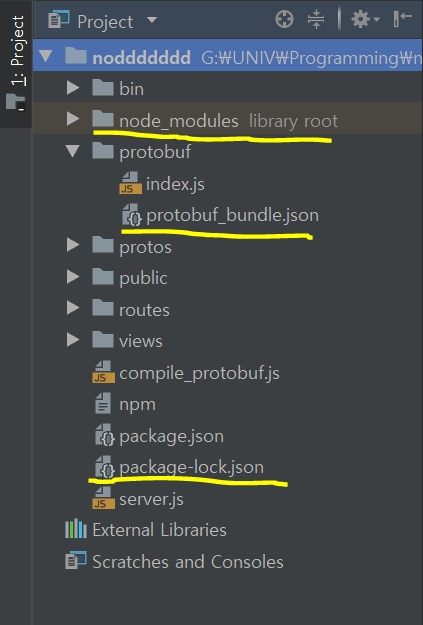 1: Project
Project
noddddddd G:￦UNIV￦Programming￦n
bin
node_modules library root
protobuf
index.js
protobuf_bundle.json
protos
public
routes
views
compile_protobuf.js
npm
package.json
package-lock.json
server.js
External Libraries
Scratches and Consoles